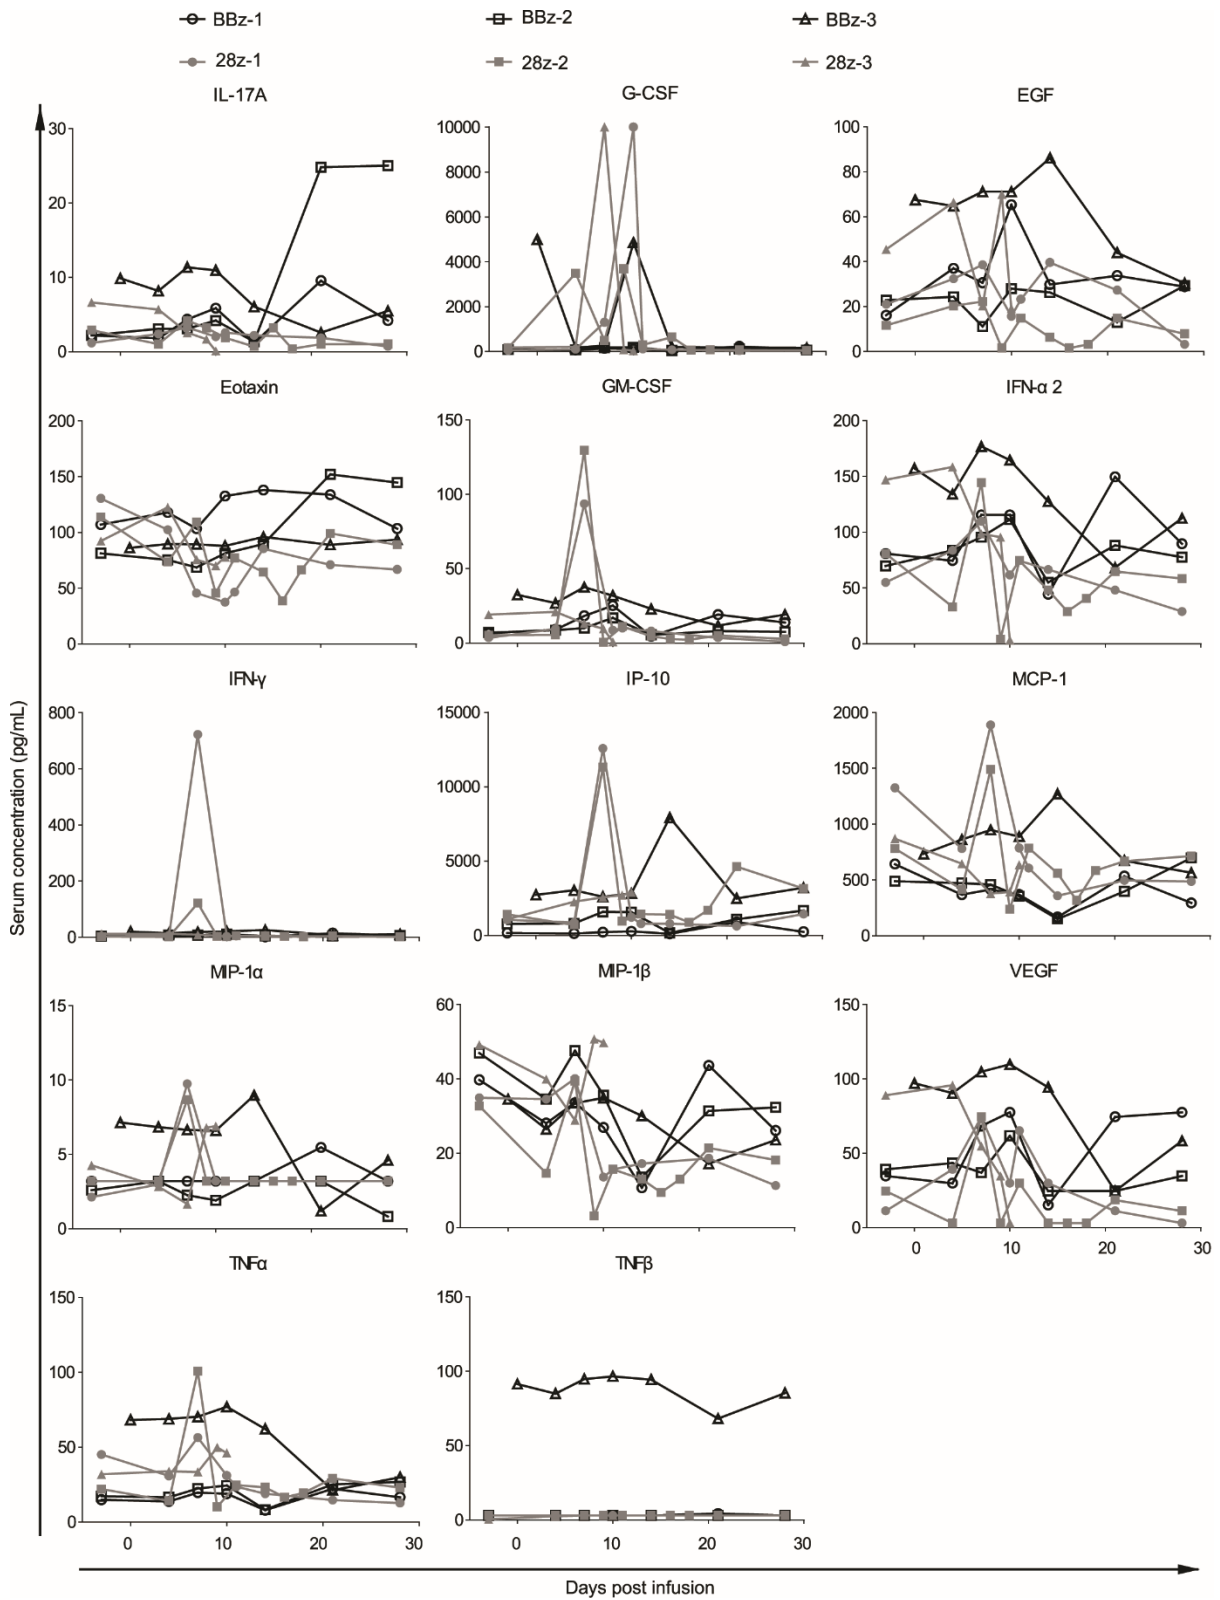 BBz-1 BBz-2 BBz-3
28z-1 28z-2 28z-3
IL-17A G-CSF EGF
30 20 10 0
10000 8000 6000 4000 2000 0
100 80 60 40 20 0
Eotaxin GM-CSF IFN-α 2
200 150 100 50 0
150 100 50 0
200 150 100 50 0
IFN-γ IP-10 MCP-1
800 600 400 200 0
15000 10000 5000 0
2000 1500 1000 500 0
MIP-1α MIP-1β VEGF
15 10 5 0
60 40 20 0
150 100 50 0
0 10 20 30
TNFα TNFβ
150 100 50 0
150 100 50 0
0 10 20 30
0 10 20 30
Serum concentration (pg/mL)
Days post infusion